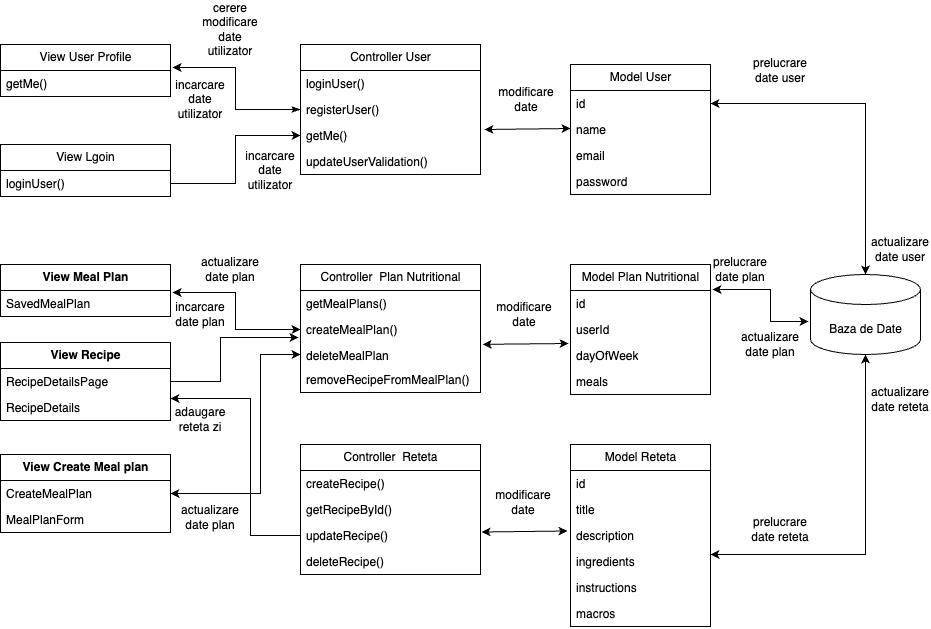 cerere
modificare
date
utilizator
View User Profile
getMe()
incarcare
date
utilizator
View Lgoin
loginUser()
incarcare
date
utilizator
Controller User
loginUser()
registerUser()
getMe()
updateUserValidation()
modificare
date
Model User
id
name
email
password
prelucrare
date user
actualizare
date user
View Meal Plan
SavedMealPlan
actualizare
date plan
incarcare
date plan
View Recipe
RecipeDetailsPage
RecipeDetails
adaugare
reteta zi
View Create Meal plan
CreateMealPlan
MealPlanForm
actualizare
date plan
Controller  Plan Nutritional
getMealPlans()
createMealPlan()
deleteMealPlan
removeRecipeFromMealPlan()
modificare
date
Model Plan Nutritional
id
userId
dayOfWeek
meals
prelucrare
date plan
actualizare
date plan
Baza de Date
actualizare
date reteta
Controller  Reteta
createRecipe()
getRecipeById()
updateRecipe()
deleteRecipe()
modificare
date
Model Reteta
id
title
description
ingredients
instructions
macros
prelucrare
date reteta